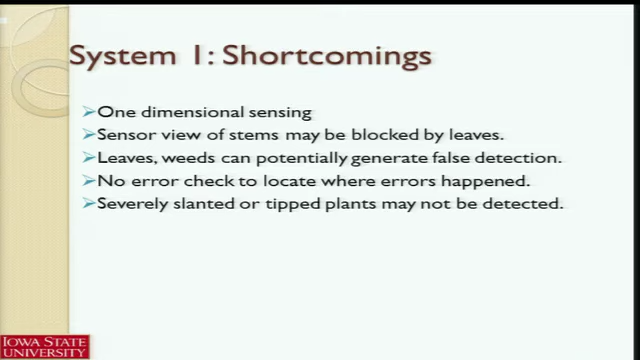 System 1: Shortcomings
One dimensional sensing
Sensor view of stems may be blocked by leaves.
Leaves, weeds can potentially generate false detection.
No error check to locate where errors happened.
Severely slanted or tipped plants may not be detected.
IOWA STATE
UNIVERSITY